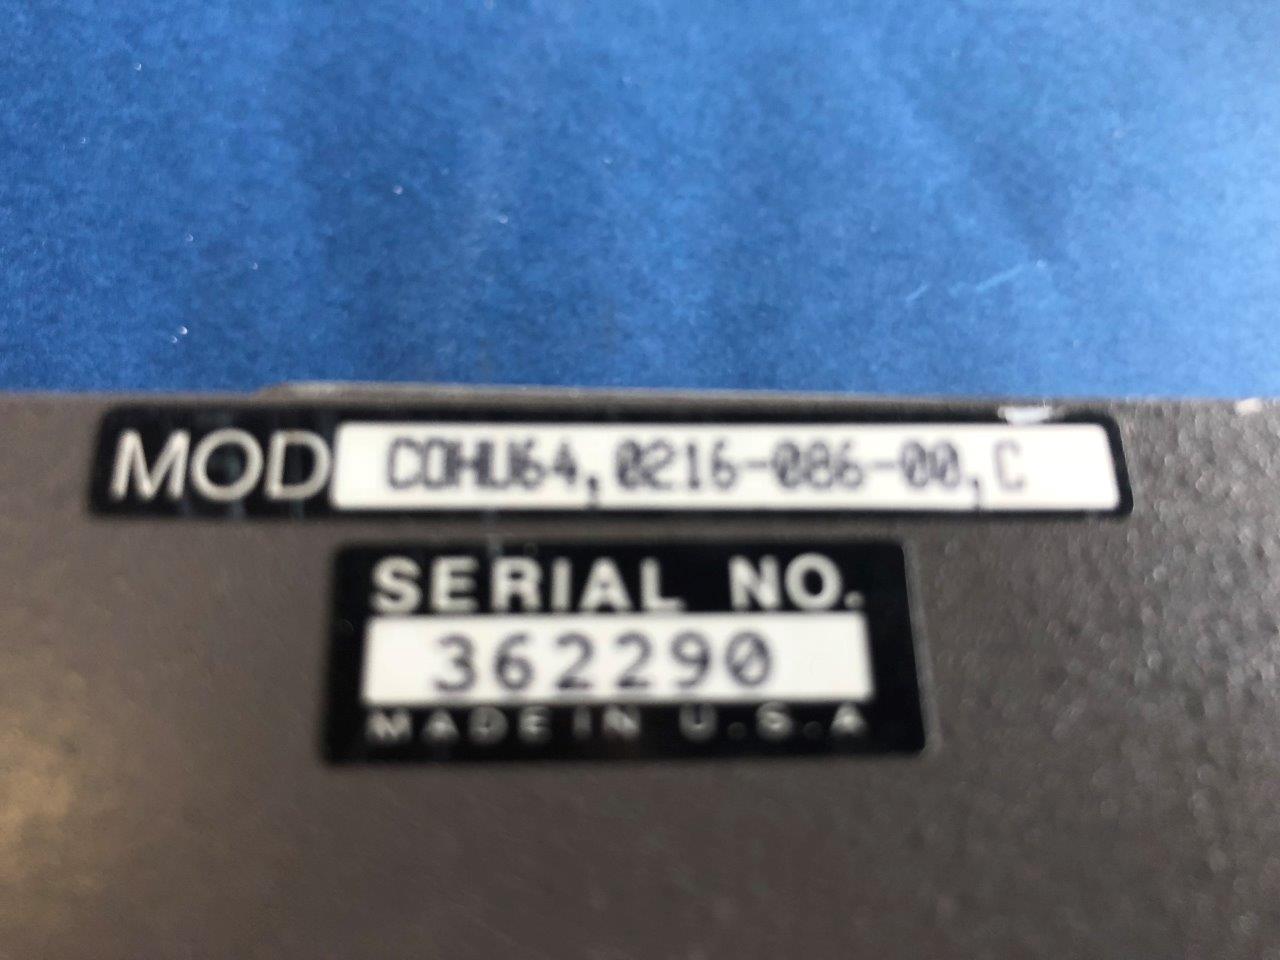 MOD COHU64,0216-086-00,C
SERIAL NO.
362290
MADE IN U.S.A